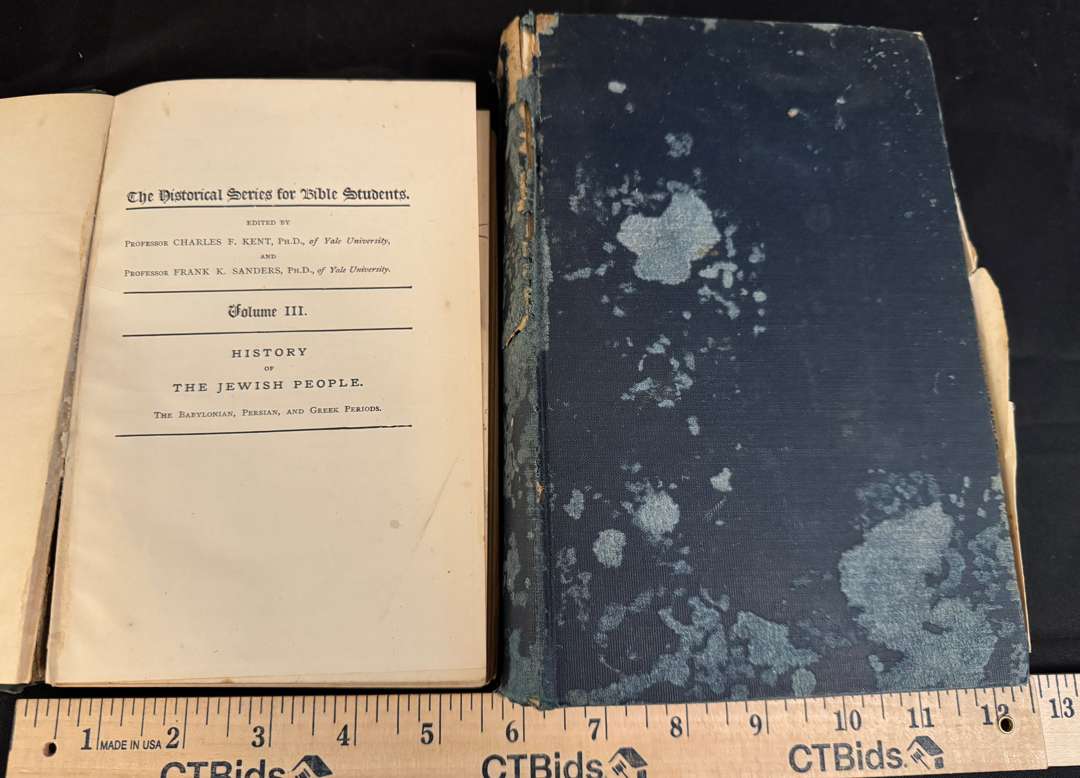 The Historical Series for Bible Students.
EDITED BY
PROFESSOR CHARLES F. KENT, PH.D., of Yale University,
AND
PROFESSOR FRANK K. SANDERS, PH.D., of Yale University.
Volume III.
HISTORY
OF
THE JEWISH PEOPLE.
THE BABYLONIAN, PERSIAN, AND GREEK PERIODS.
1 MADE IN USA 2 3 4 5 6 7 8 9 10 11 12 13
CTBids. CTBids. CTBids.